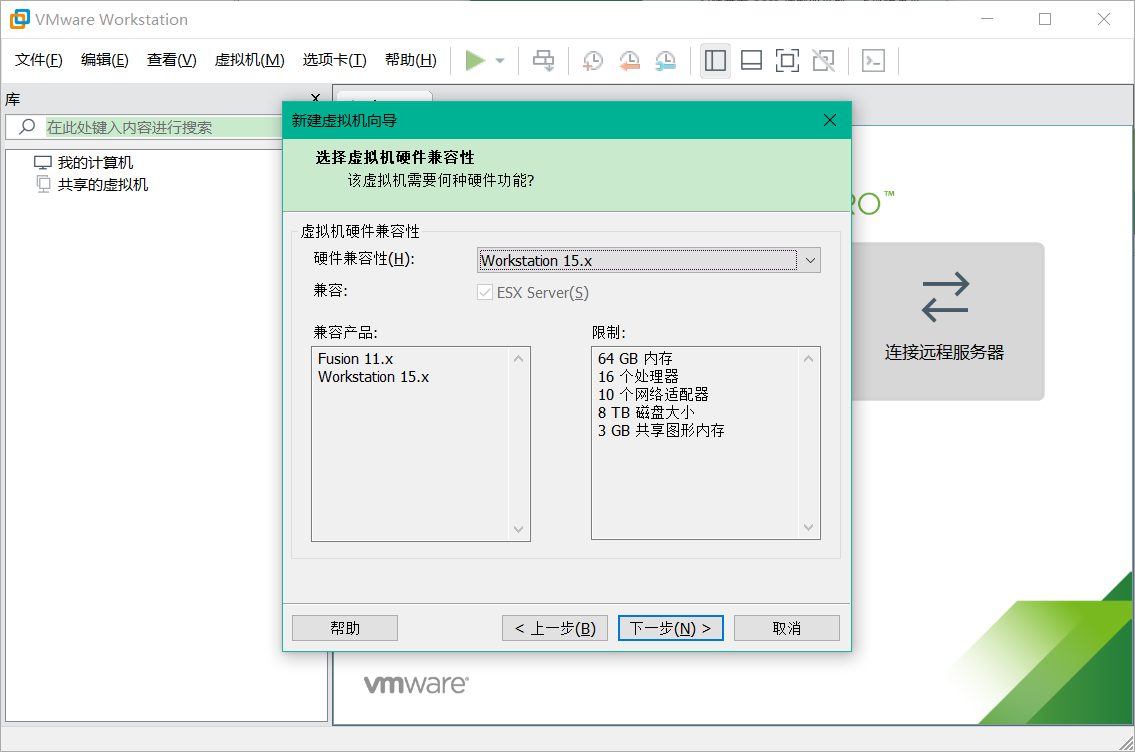 VMware Workstation
文件(F) 编辑(E) 查看(V) 虚拟机(M) 选项卡(T) 帮助(H)
库
在此处键入内容进行搜索
我的计算机
共享的虚拟机
新建虚拟机向导
选择虚拟机硬件兼容性
该虚拟机需要何种硬件功能?
虚拟机硬件兼容性
硬件兼容性(H): Workstation 15.x
兼容: ESX Server(S)
兼容产品:
Fusion 11.x
Workstation 15.x
限制:
64 GB 内存
16 个处理器
10 个网络适配器
8 TB 磁盘大小
3 GB 共享图形内存
帮助 < 上一步(B) 下一步(N) > 取消
RO™
连接远程服务器
vmware®